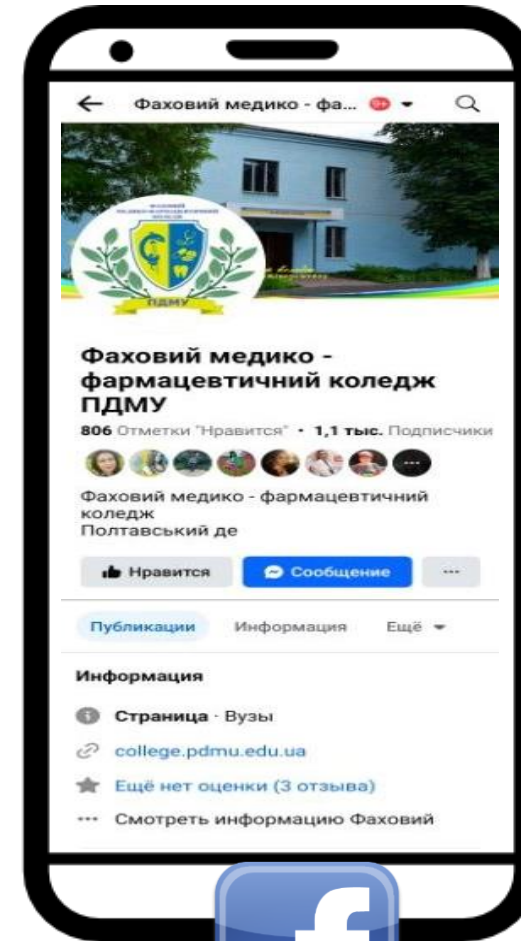 Фаховий медико - фа... 9+
ПДМУ
Фаховий медико -
фармацевтичний коледж
ПДМУ
806 Отметки "Нравится" · 1,1 тыс. Подписчики
Фаховий медико - фармацевтичний
коледж
Полтавський де
Нравится
Сообщение
Публикации
Информация
Ещё
Информация
Страница · Вузы
college.pdmu.edu.ua
Ещё нет оценки (3 отзыва)
Смотреть информацию Фаховий